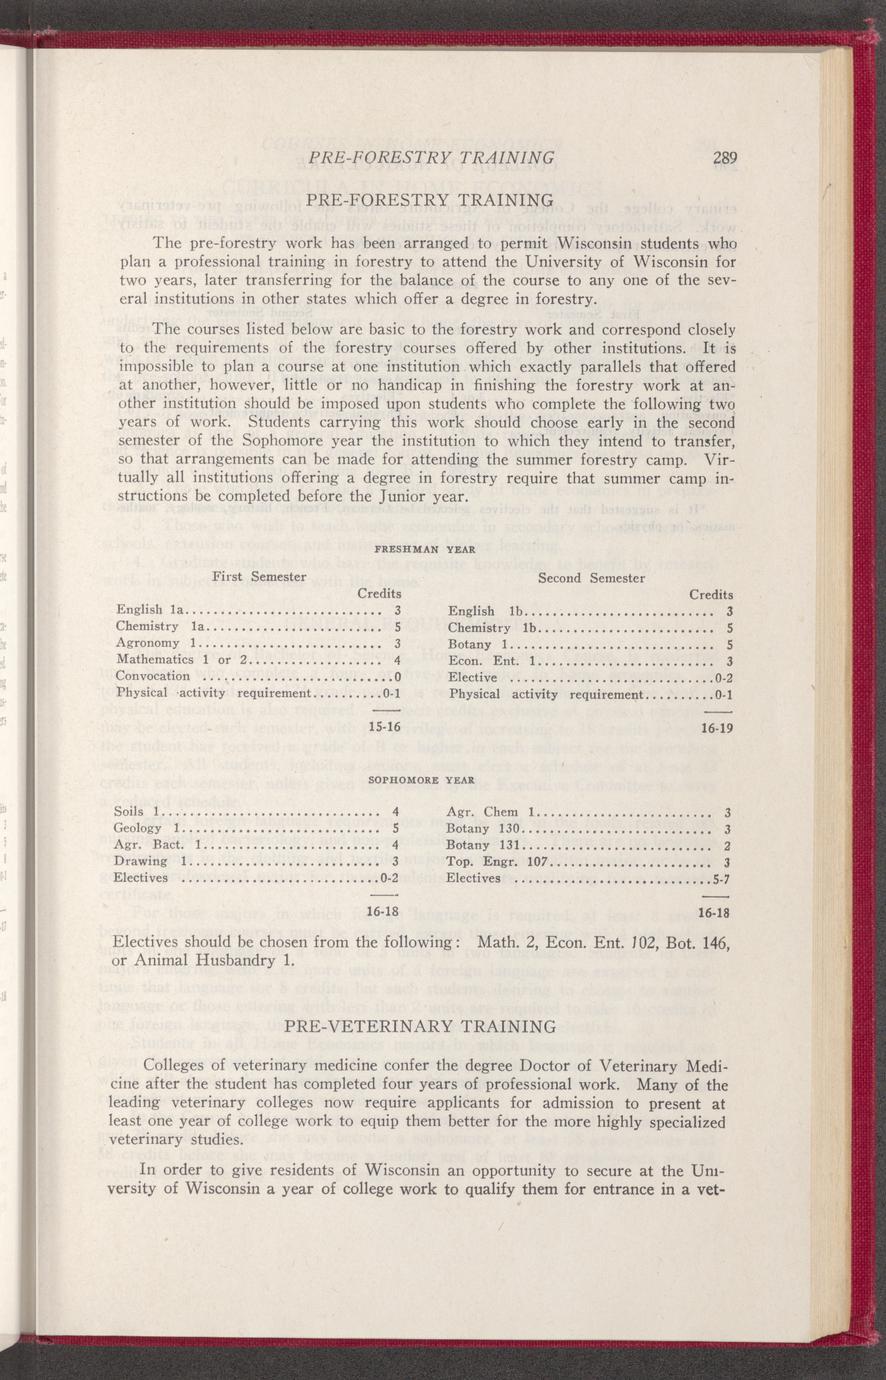 PRE-FORESTRY TRAINING 289
PRE-FORESTRY TRAINING
The pre-forestry work has been arranged to permit Wisconsin students who
plan a professional training in forestry to attend the University of Wisconsin for
two years, later transferring for the balance of the course to any one of the sev-
eral institutions in other states which offer a degree in forestry.
The courses listed below are basic to the forestry work and correspond closely
to the requirements of the forestry courses offered by other institutions. It is
impossible to plan a course at one institution which exactly parallels that offered
at another, however, little or no handicap in finishing the forestry work at an-
other institution should be imposed upon students who complete the following two
years of work. Students carrying this work should choose early in the second
semester of the Sophomore year the institution to which they intend to transfer,
so that arrangements can be made for attending the summer forestry camp. Vir-
tually all institutions offering a degree in forestry require that summer camp in-
structions be completed before the Junior year.
FRESHMAN YEAR
First Semester
Credits
English 1a........................... 3
Chemistry 1a......................... 5
Agronomy 1.......................... 3
Mathematics 1 or 2................... 4
Convocation ...........................0
Physical activity requirement..........0-1
15-16
Second Semester
Credits
English 1b........................... 3
Chemistry 1b......................... 5
Botany 1............................. 5
Econ. Ent. 1......................... 3
Elective .............................0-2
Physical activity requirement..........0-1
16-19
SOPHOMORE YEAR
Soils 1............................... 4
Geology 1............................ 5
Agr. Bact. 1......................... 4
Drawing 1........................... 3
Electives ............................0-2
16-18
Agr. Chem 1......................... 3
Botany 130........................... 3
Botany 131........................... 2
Top. Engr. 107....................... 3
Electives ............................5-7
16-18
Electives should be chosen from the following: Math. 2, Econ. Ent. 102, Bot. 146,
or Animal Husbandry 1.
PRE-VETERINARY TRAINING
Colleges of veterinary medicine confer the degree Doctor of Veterinary Medi-
cine after the student has completed four years of professional work. Many of the
leading veterinary colleges now require applicants for admission to present at
least one year of college work to equip them better for the more highly specialized
veterinary studies.
In order to give residents of Wisconsin an opportunity to secure at the Uni-
versity of Wisconsin a year of college work to qualify them for entrance in a vet-